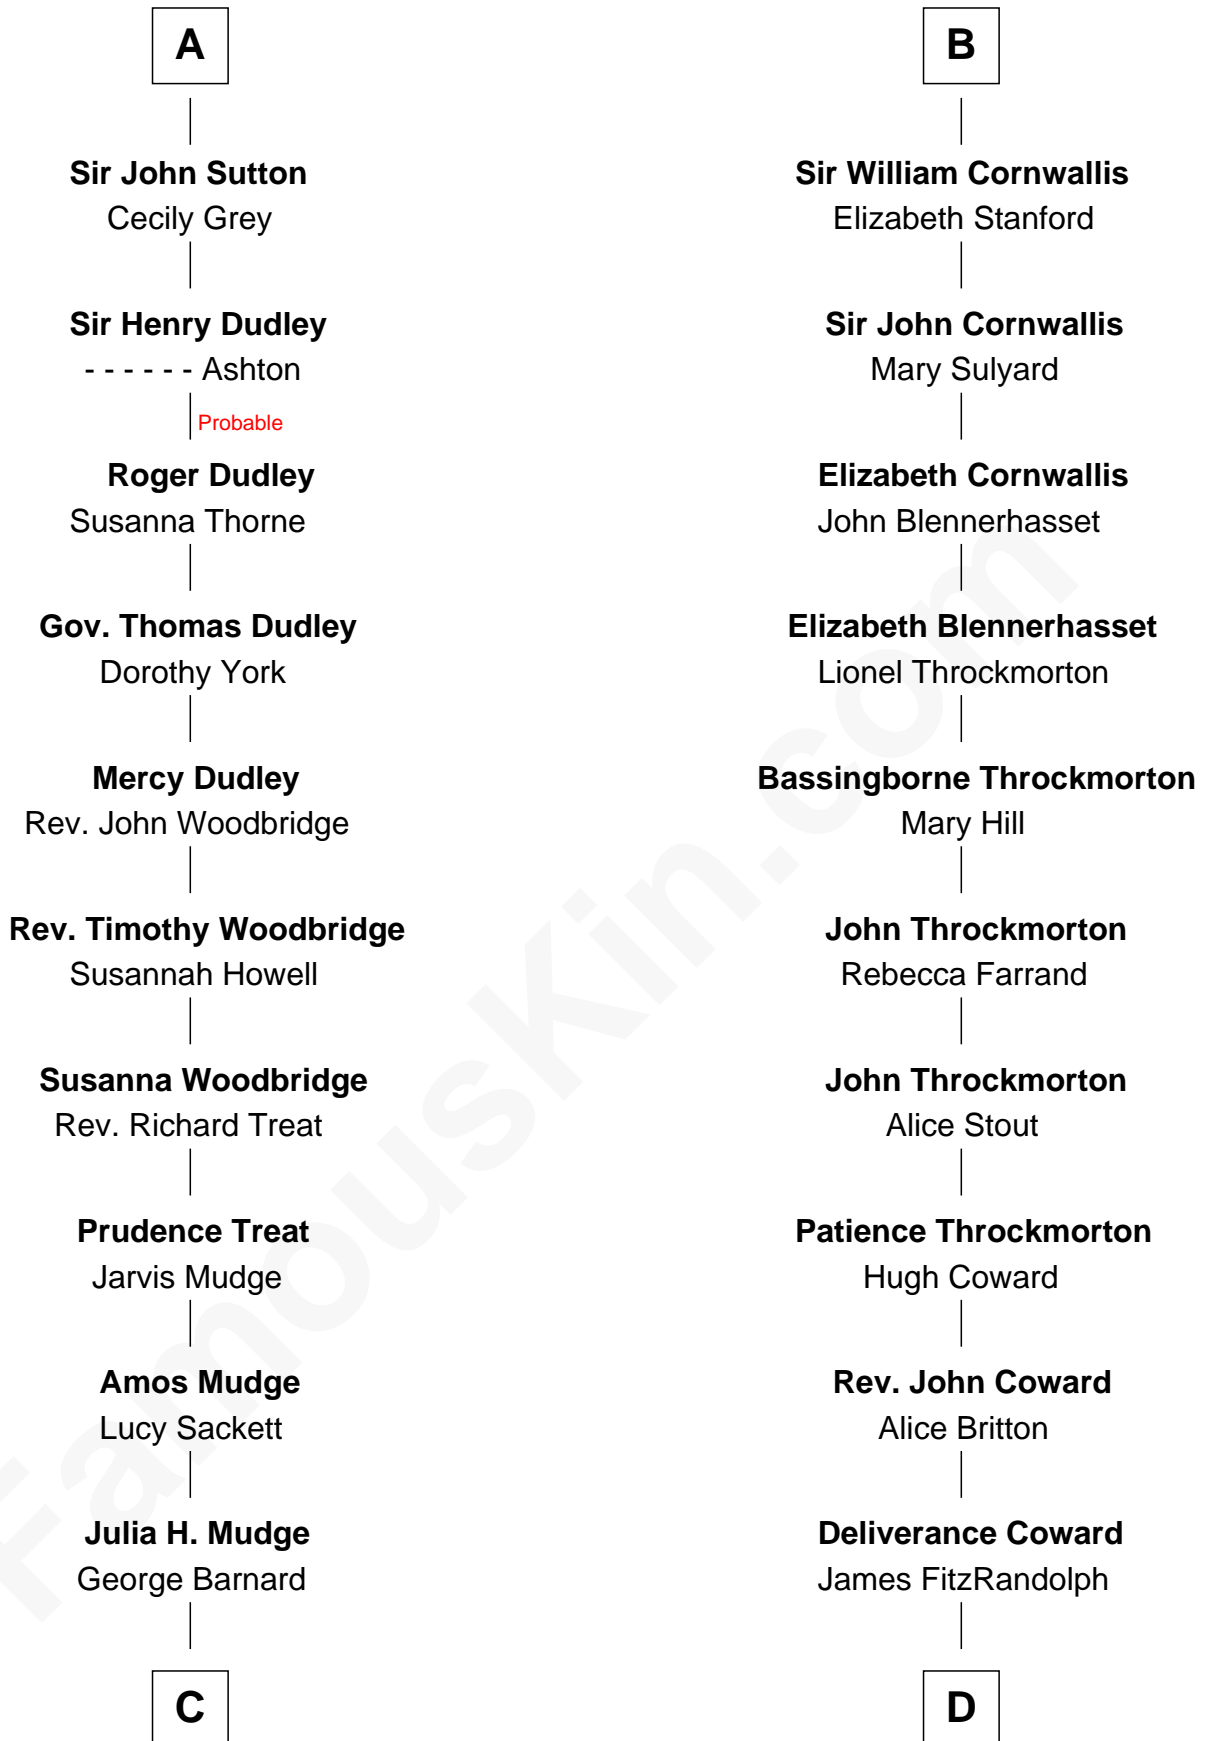 A
Sir John Sutton
Cecily Grey
Sir Henry Dudley
- - - - - - Ashton
Probable
Roger Dudley
Susanna Thorne
Gov. Thomas Dudley
Dorothy York
Mercy Dudley
Rev. John Woodbridge
Rev. Timothy Woodbridge
Susannah Howell
Susanna Woodbridge
Rev. Richard Treat
Prudence Treat
Jarvis Mudge
Amos Mudge
Lucy Sackett
Julia H. Mudge
George Barnard
C
B
Sir William Cornwallis
Elizabeth Stanford
Sir John Cornwallis
Mary Sulyard
Elizabeth Cornwallis
John Blennerhasset
Elizabeth Blennerhasset
Lionel Throckmorton
Bassingborne Throckmorton
Mary Hill
John Throckmorton
Rebecca Farrand
John Throckmorton
Alice Stout
Patience Throckmorton
Hugh Coward
Rev. John Coward
Alice Britton
Deliverance Coward
James FitzRandolph
D
FamousKin.com